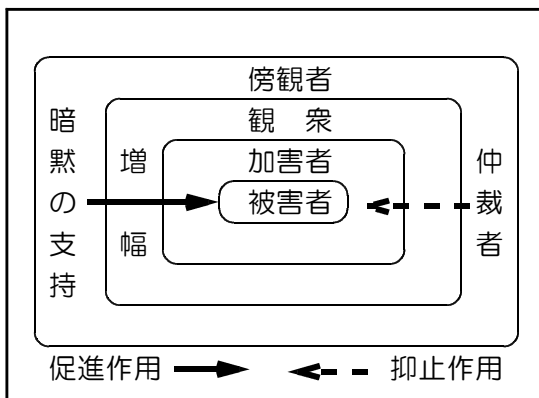 傍観者
観 衆
加害者
被害者
暗黙の支持
増幅
仲裁者
促進作用
抑止作用